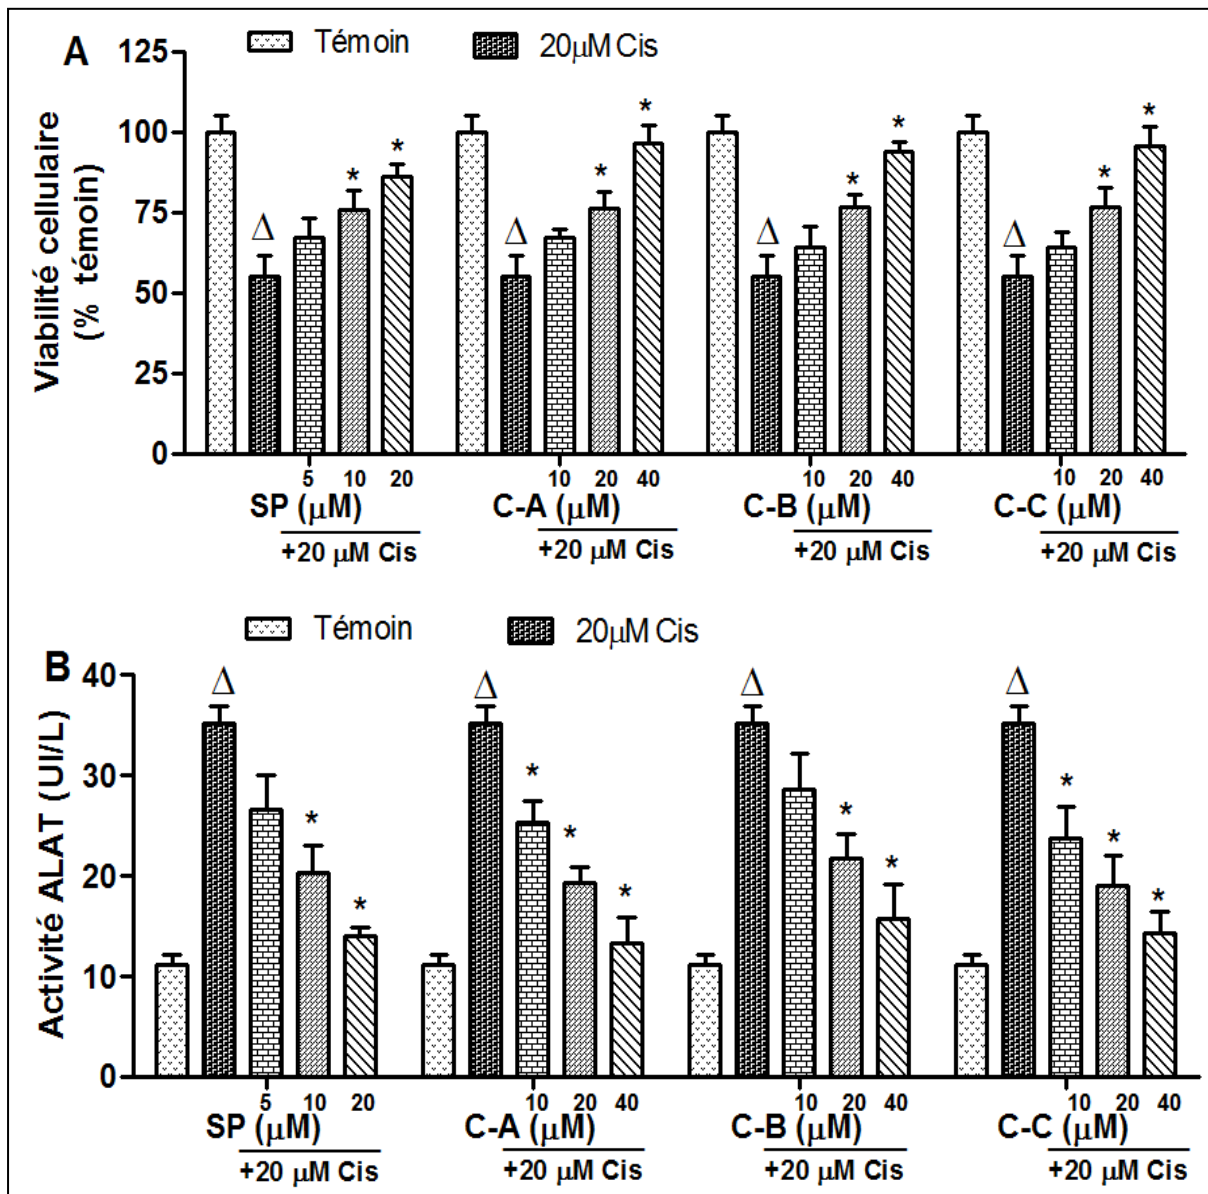 A
Témoin
20μM Cis
Viabilité cellulaire
(% témoin)
125
100
75
50
25
0
Δ
*
*
Δ
*
*
Δ
*
*
Δ
*
*
5 10 20 10 20 40 10 20 40 10 20 40
SP (μM) C-A (μM) C-B (μM) C-C (μM)
+20 μM Cis +20 μM Cis +20 μM Cis +20 μM Cis
B
Témoin
20μM Cis
Activité ALAT (UI/L)
40
30
20
10
0
Δ
*
*
Δ
*
*
*
Δ
*
*
Δ
*
*
*
5 10 20 10 20 40 10 20 40 10 20 40
SP (μM) C-A (μM) C-B (μM) C-C (μM)
+20 μM Cis +20 μM Cis +20 μM Cis +20 μM Cis